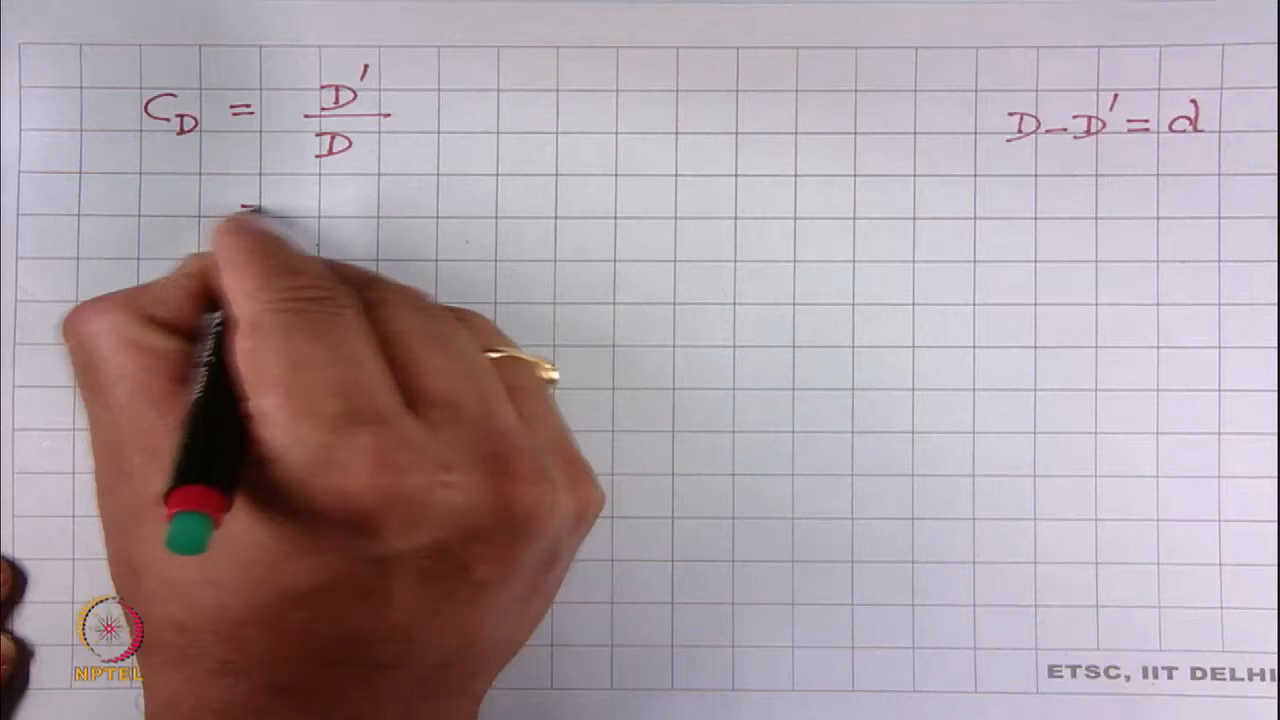 C_D = D' / D
D - D' = d
=
NPTEL
ETSC, IIT DELHI